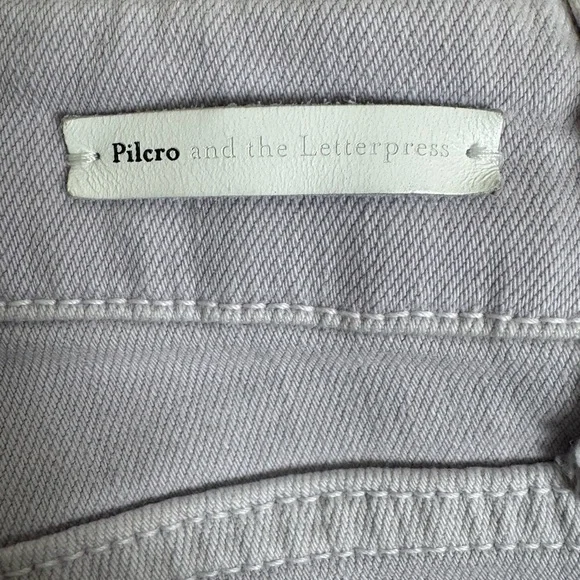 Pilcro and the Letterpress